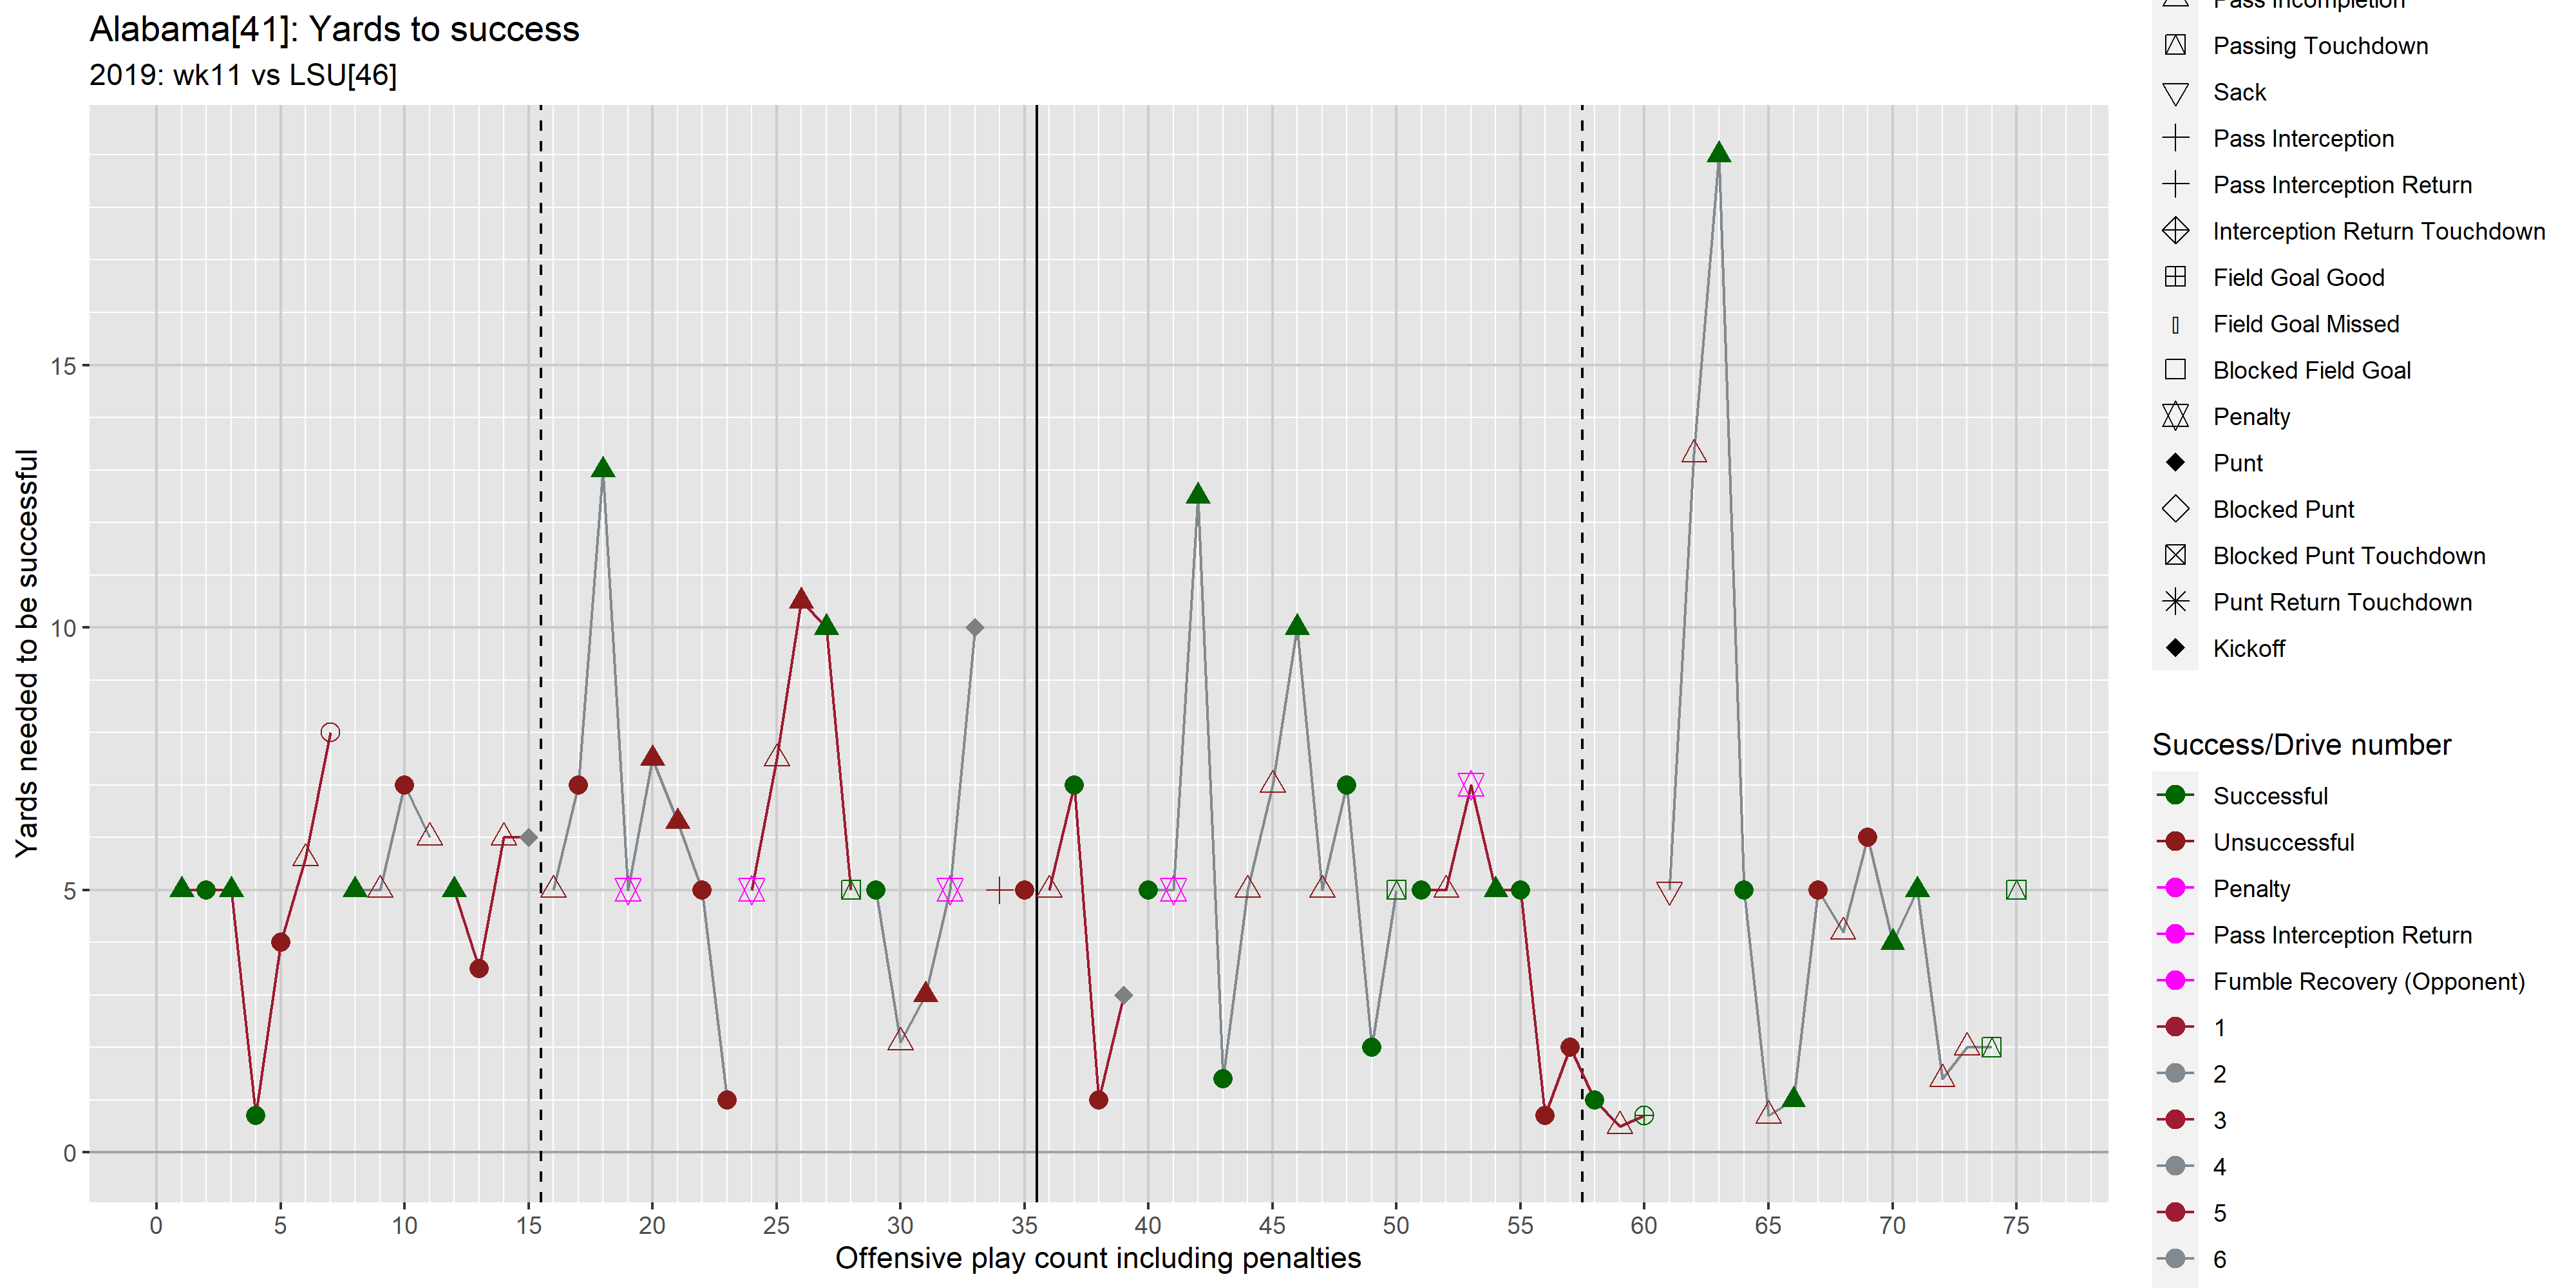 Alabama[41]: Yards to success
2019: wk11 vs LSU[46]
Yards needed to be successful
15
10
5
0
0 5 10 15 20 25 30 35 40 45 50 55 60 65 70 75
Offensive play count including penalties
Pass Incompletion
Passing Touchdown
Sack
Pass Interception
Pass Interception Return
Interception Return Touchdown
Field Goal Good
Field Goal Missed
Blocked Field Goal
Penalty
Punt
Blocked Punt
Blocked Punt Touchdown
Punt Return Touchdown
Kickoff
Success/Drive number
Successful
Unsuccessful
Penalty
Pass Interception Return
Fumble Recovery (Opponent)
1
2
3
4
5
6